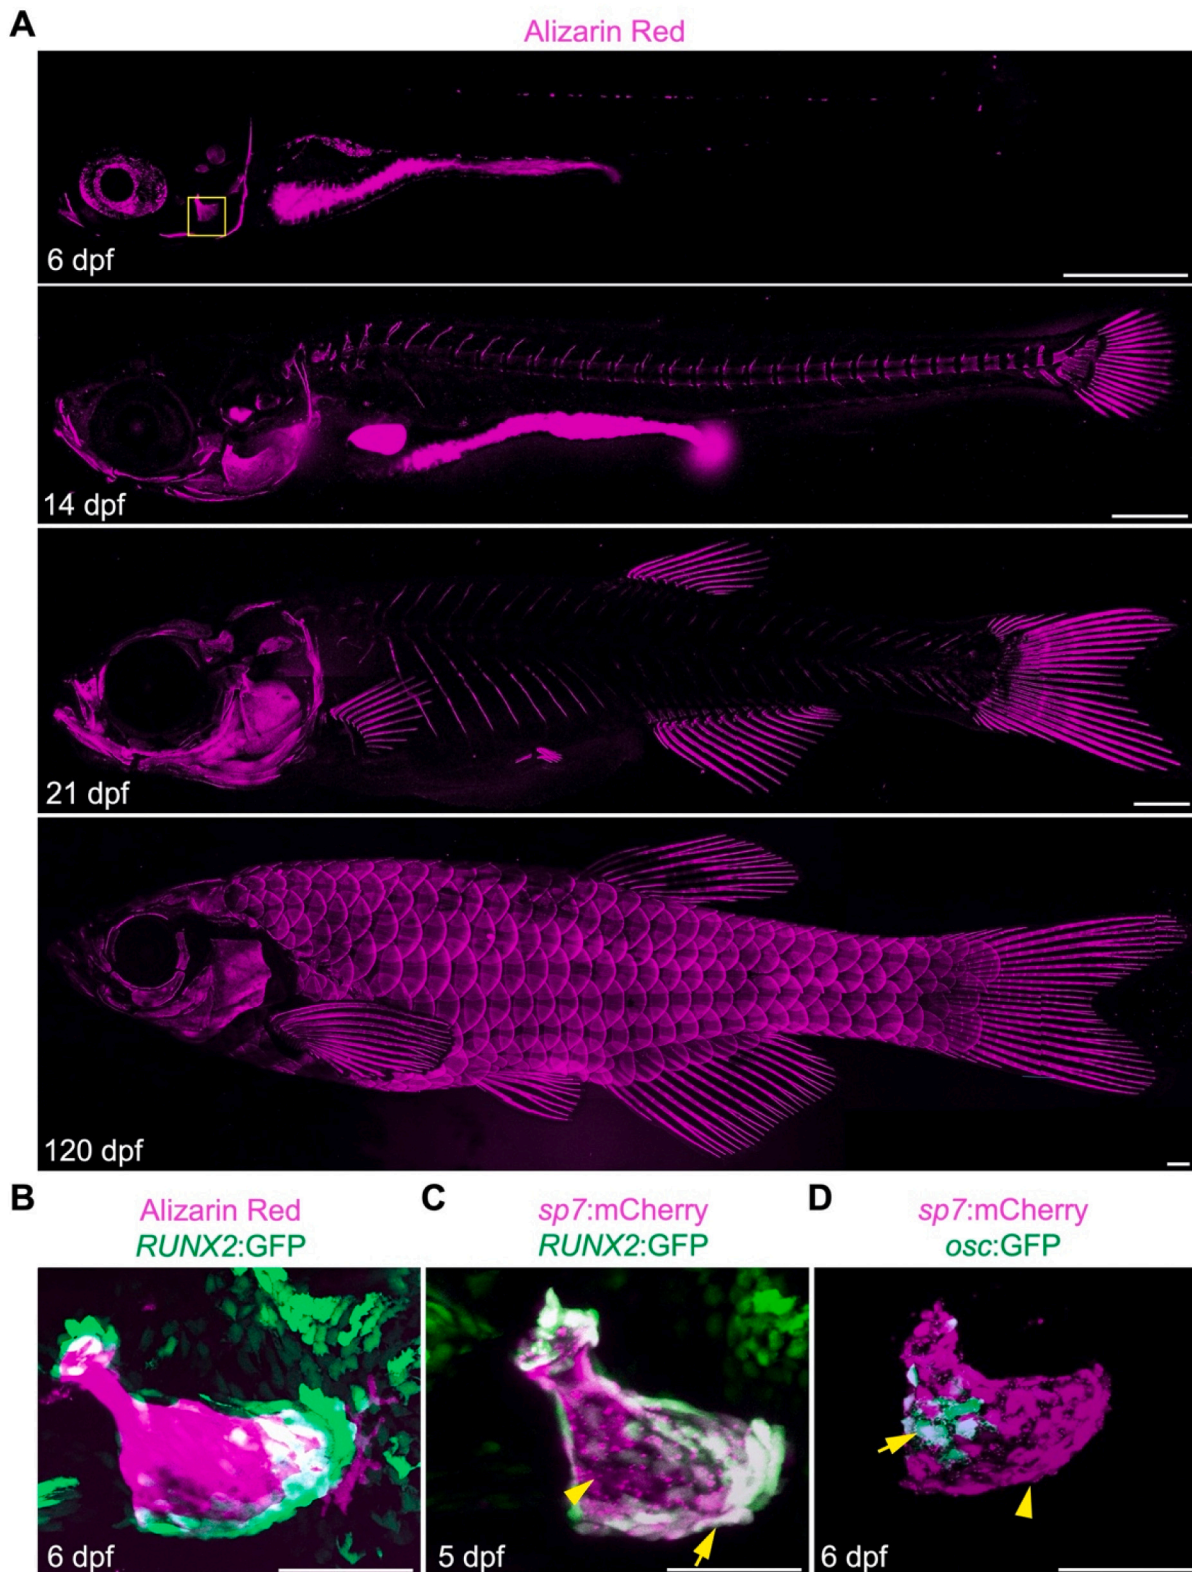 A
Alizarin Red
6 dpf
14 dpf
21 dpf
120 dpf
B
Alizarin Red
RUNX2:GFP
6 dpf
C
sp7:mCherry
RUNX2:GFP
5 dpf
D
sp7:mCherry
osc:GFP
6 dpf